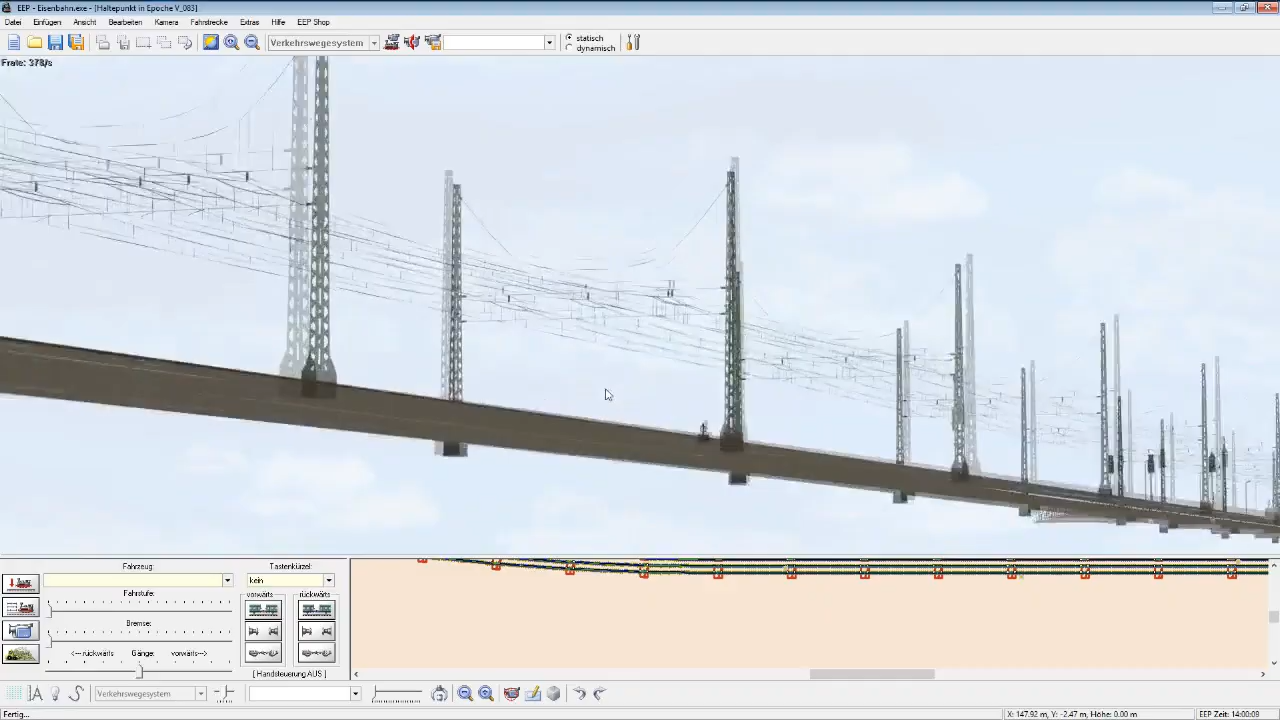 EEP - Eisenbahn.exe - [Haltepunkt in Epoche V_083]
Datei Einfügen Ansicht Bearbeiten Kamera Fahrstrecke Extras Hilfe EEP Shop
Verkehrswegesystem
statisch
dynamisch
Frate: 378/s
Fahrzeug:
Tastenkürzel:
kein
Fahrstufe:
vorwärts rückwärts
Bremse:
<--- rückwärts Gänge: vorwärts--->
[ Handsteuerung AUS ]
Verkehrswegesystem
Fertig... X: 147.92 m, Y: -2.47 m, Höhe: 0.00 m EEP Zeit: 14:00:09